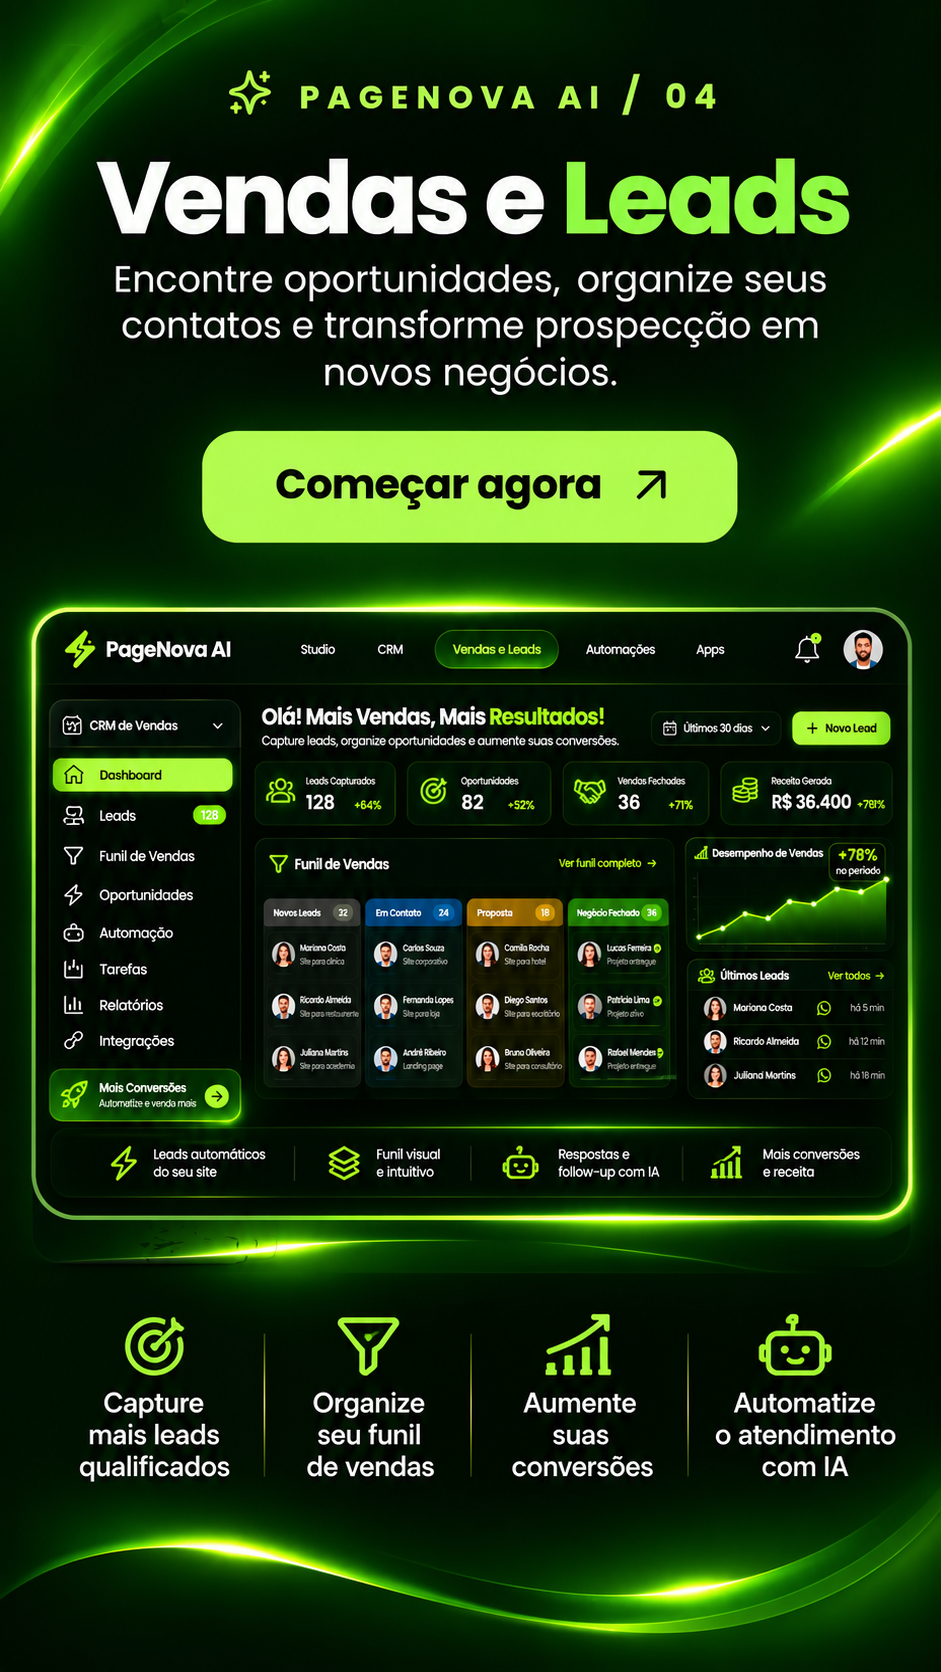 PAGENOVA AI / 04
Vendas e Leads
Encontre oportunidades, organize seus
contatos e transforme prospecção em
novos negócios.
Começar agora
PageNova AI
Studio
CRM
Vendas e Leads
Automações
Apps
CRM de Vendas
Dashboard
Leads 128
Funil de Vendas
Oportunidades
Automação
Tarefas
Relatórios
Integrações
Mais Conversões
Automatize e venda mais
Olá! Mais Vendas, Mais Resultados!
Capture leads, organize oportunidades e aumente suas conversões.
Últimos 30 dias
+ Novo Lead
Leads Capturados
128 +64%
Oportunidades
82 +52%
Vendas Fechadas
36 +71%
Receita Gerada
R$ 36.400 +78%
Funil de Vendas
Ver funil completo →
Novos Leads 32
Mariana Costa
Site para clínica
Ricardo Almeida
Site para restaurante
Juliana Martins
Site para academia
Em Contato 24
Carlos Souza
Site corporativo
Fernanda Lopes
Site para loja
André Ribeiro
Landing page
Proposta 18
Camila Rocha
Site para hotel
Diego Santos
Site para escritório
Bruna Oliveira
Site para consultório
Negócio Fechado 36
Lucas Ferreira
Projeto entregue
Patrícia Lima
Projeto ativo
Rafael Mendes
Projeto entregue
Desempenho de Vendas
+78%
no período
Últimos Leads
Ver todos →
Mariana Costa há 5 min
Ricardo Almeida há 12 min
Juliana Martins há 18 min
Leads automáticos
do seu site
Funil visual
e intuitivo
Respostas e
follow-up com IA
Mais conversões
e receita
Capture
mais leads
qualificados
Organize
seu funil
de vendas
Aumente
suas
conversões
Automatize
o atendimento
com IA